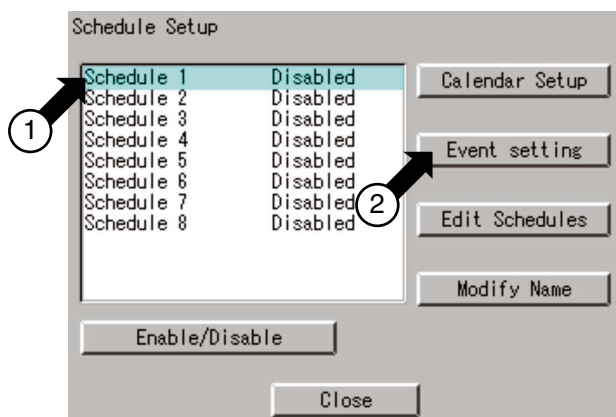 Schedule Setup
Schedule 1 Disabled
Schedule 2 Disabled
Schedule 3 Disabled
Schedule 4 Disabled
Schedule 5 Disabled
Schedule 6 Disabled
Schedule 7 Disabled
Schedule 8 Disabled
1
2
Calendar Setup
Event setting
Edit Schedules
Modify Name
Enable/Disable
Close